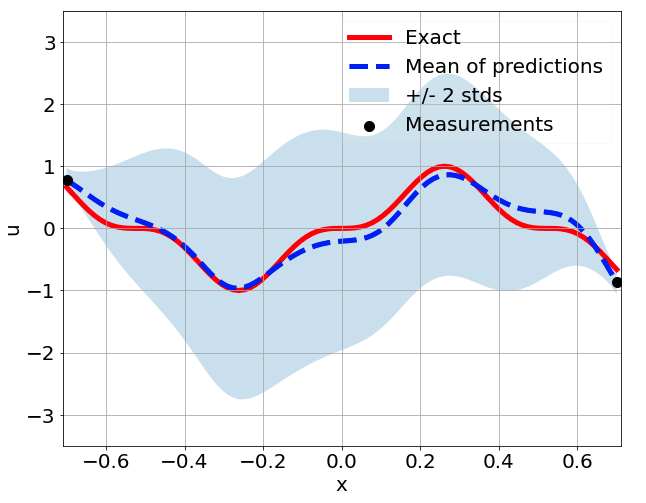 Exact
Mean of predictions
+/- 2 stds
Measurements
3
2
1
0
−1
−2
−3
u
−0.6 −0.4 −0.2 0.0 0.2 0.4 0.6
x